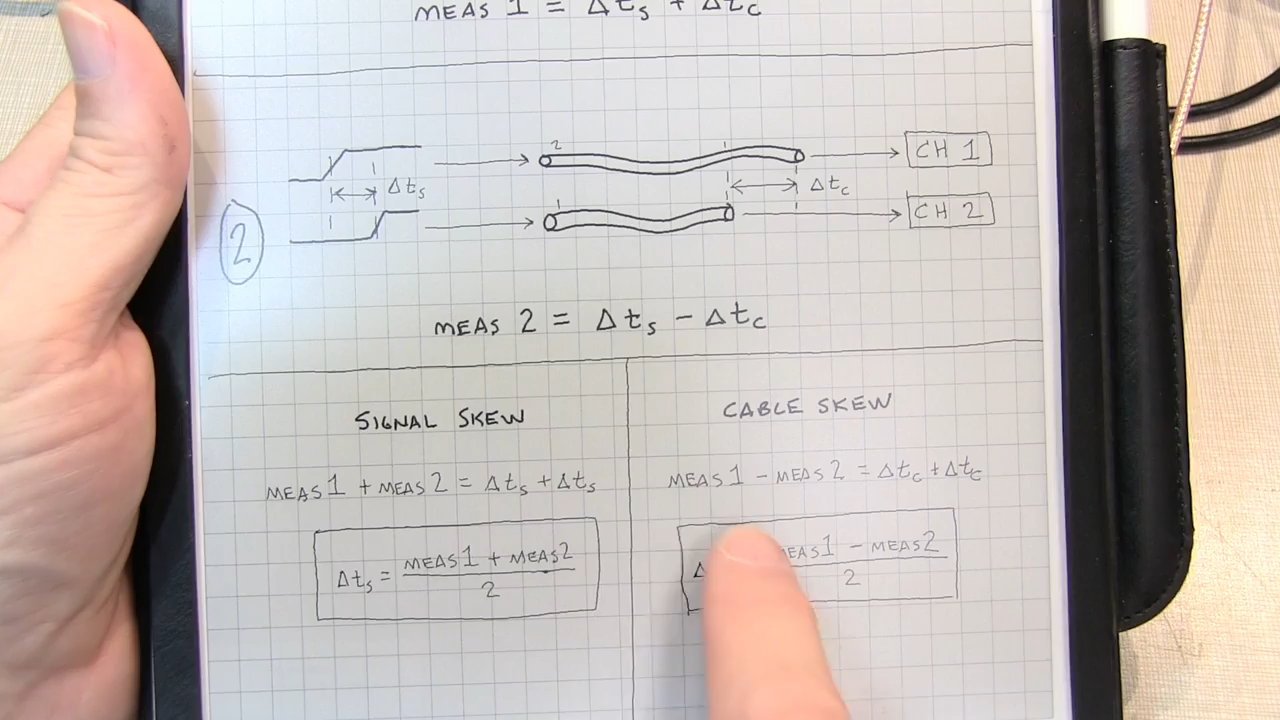 MEAS 1 = Δts + Δtc
2
CH 1
Δts
Δtc
1
CH 2
2
MEAS 2 = Δts - Δtc
SIGNAL SKEW
CABLE SKEW
MEAS 1 + MEAS 2 = Δts + Δts
MEAS 1 - MEAS 2 = Δtc + Δtc
Δts = MEAS 1 + MEAS 2
2
MEAS 1 - MEAS 2
2